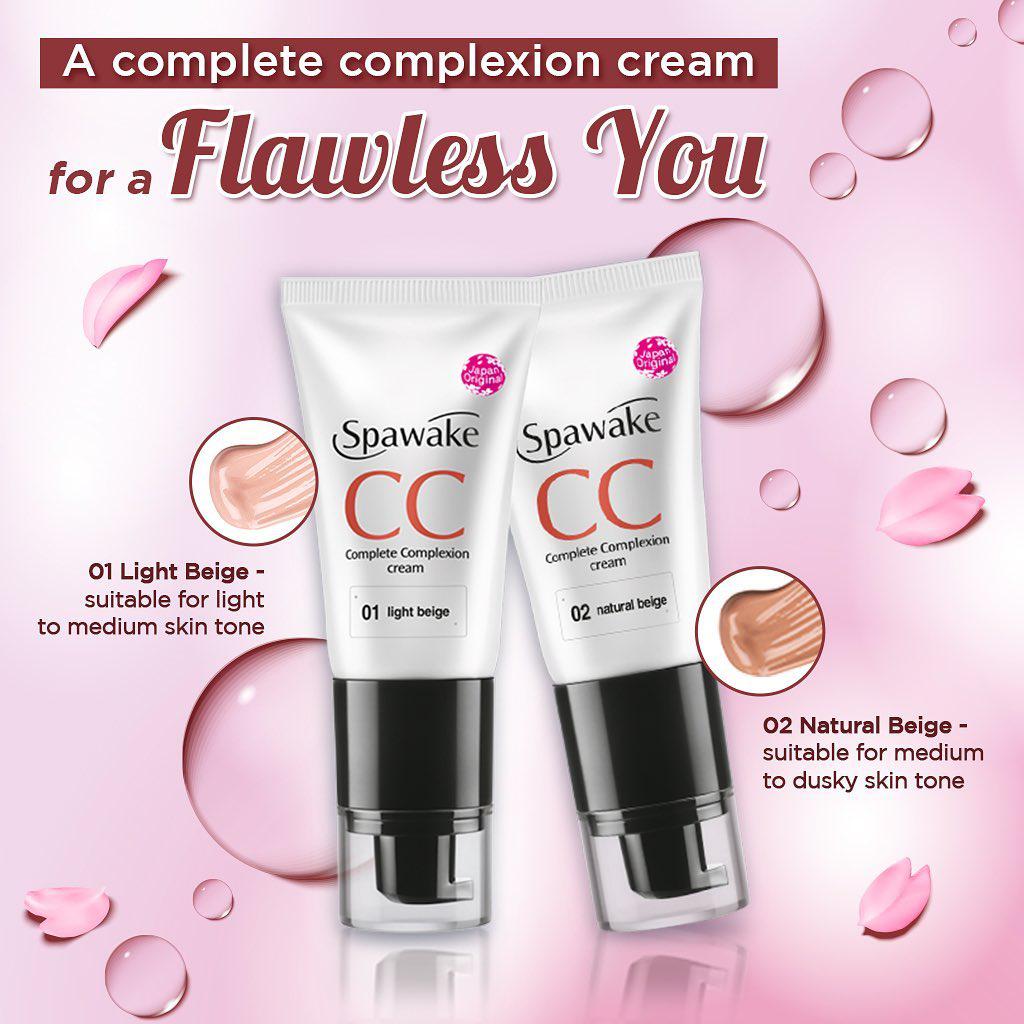 A complete complexion cream
for a Flawless You
Japan
Original
Spawake
CC
Complete Complexion
cream
01 light beige
Japan
Original
Spawake
CC
Complete Complexion
cream
02 natural beige
01 Light Beige -
suitable for light
to medium skin tone
02 Natural Beige -
suitable for medium
to dusky skin tone